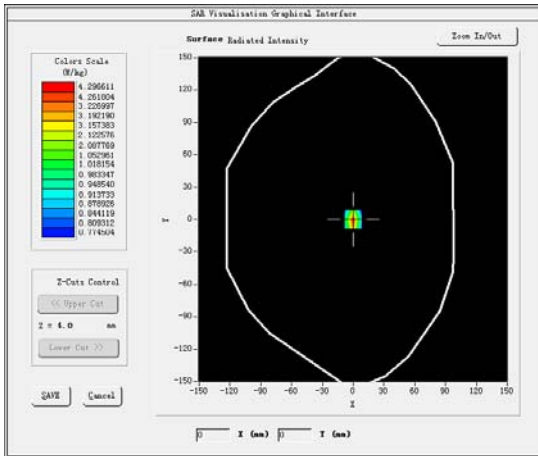 SAR Visualisation Graphical Interface
Surface Radiated Intensity
Zoom In/Out
Colors Scale
(W/kg)
4.296611
4.261804
3.226997
3.192190
3.157383
2.122576
2.087769
1.052961
1.018154
0.983347
0.948540
0.913733
0.878926
0.844119
0.809312
0.774504
150
120
90
60
30
0
-30
-60
-90
-120
-150
Y
-150 -120 -90 -60 -30 0 30 60 90 120 150
X
Z-Cuts Control
<< Upper Cut
Z = 4.0 mm
Lower Cut >>
SAVE Cancel
0 X (mm) 0 Y (mm)